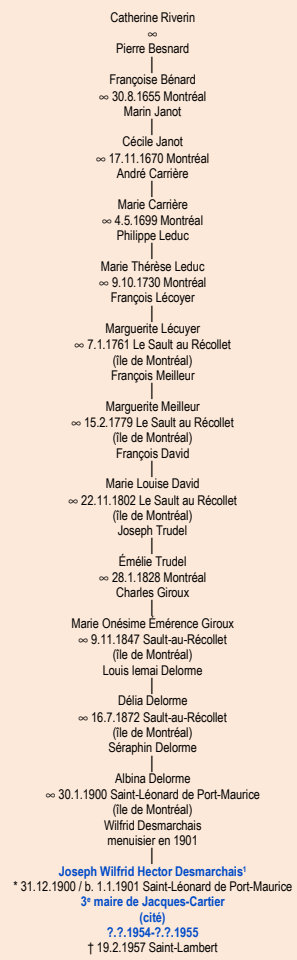 Catherine Riverin
∞
Pierre Besnard
Françoise Bénard
∞ 30.8.1655 Montréal
Marin Janot
Cécile Janot
∞ 17.11.1670 Montréal
André Carrière
Marie Carrière
∞ 4.5.1699 Montréal
Philippe Leduc
Marie Thérèse Leduc
∞ 9.10.1730 Montréal
François Lécoyer
Marguerite Lécuyer
∞ 7.1.1761 Le Sault au Récollet
(île de Montréal)
François Meilleur
Marguerite Meilleur
∞ 15.2.1779 Le Sault au Récollet
(île de Montréal)
François David
Marie Louise David
∞ 22.11.1802 Le Sault au Récollet
(île de Montréal)
Joseph Trudel
Émélie Trudel
∞ 28.1.1828 Montréal
Charles Giroux
Marie Onésime Émérence Giroux
∞ 9.11.1847 Sault-au-Récollet
(île de Montréal)
Louis lemai Delorme
Délia Delorme
∞ 16.7.1872 Sault-au-Récollet
(île de Montréal)
Séraphin Delorme
Albina Delorme
∞ 30.1.1900 Saint-Léonard de Port-Maurice
(île de Montréal)
Wilfrid Desmarchais
menuisier en 1901
Joseph Wilfrid Hector Desmarchais¹
* 31.12.1900 / b. 1.1.1901 Saint-Léonard de Port-Maurice
3ᵉ maire de Jacques-Cartier
(cité)
?.?.1954-?.?.1955
† 19.2.1957 Saint-Lambert